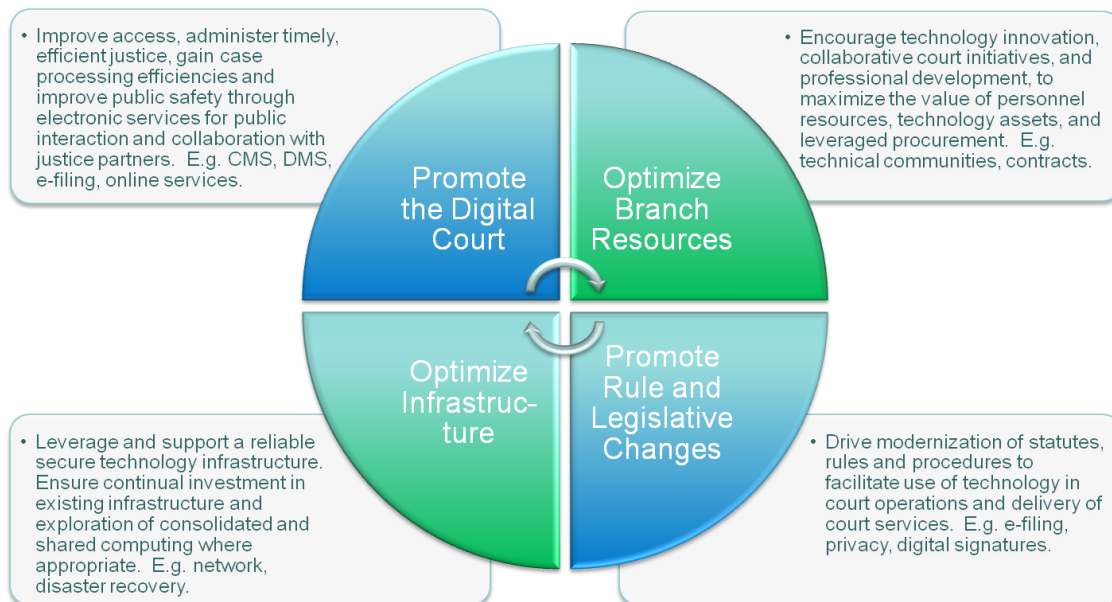 • Improve access, administer timely,
efficient justice, gain case
processing efficiencies and
improve public safety through
electronic services for public
interaction and collaboration with
justice partners.  E.g. CMS, DMS,
e-filing, online services.
• Encourage technology innovation,
collaborative court initiatives, and
professional development, to
maximize the value of personnel
resources, technology assets, and
leveraged procurement.  E.g.
technical communities, contracts.
Promote
the Digital
Court
Optimize
Branch
Resources
Optimize
Infrastruc-
ture
Promote
Rule and
Legislative
Changes
• Leverage and support a reliable
secure technology infrastructure.
Ensure continual investment in
existing infrastructure and
exploration of consolidated and
shared computing where
appropriate.  E.g. network,
disaster recovery.
• Drive modernization of statutes,
rules and procedures to
facilitate use of technology in
court operations and delivery of
court services.  E.g. e-filing,
privacy, digital signatures.